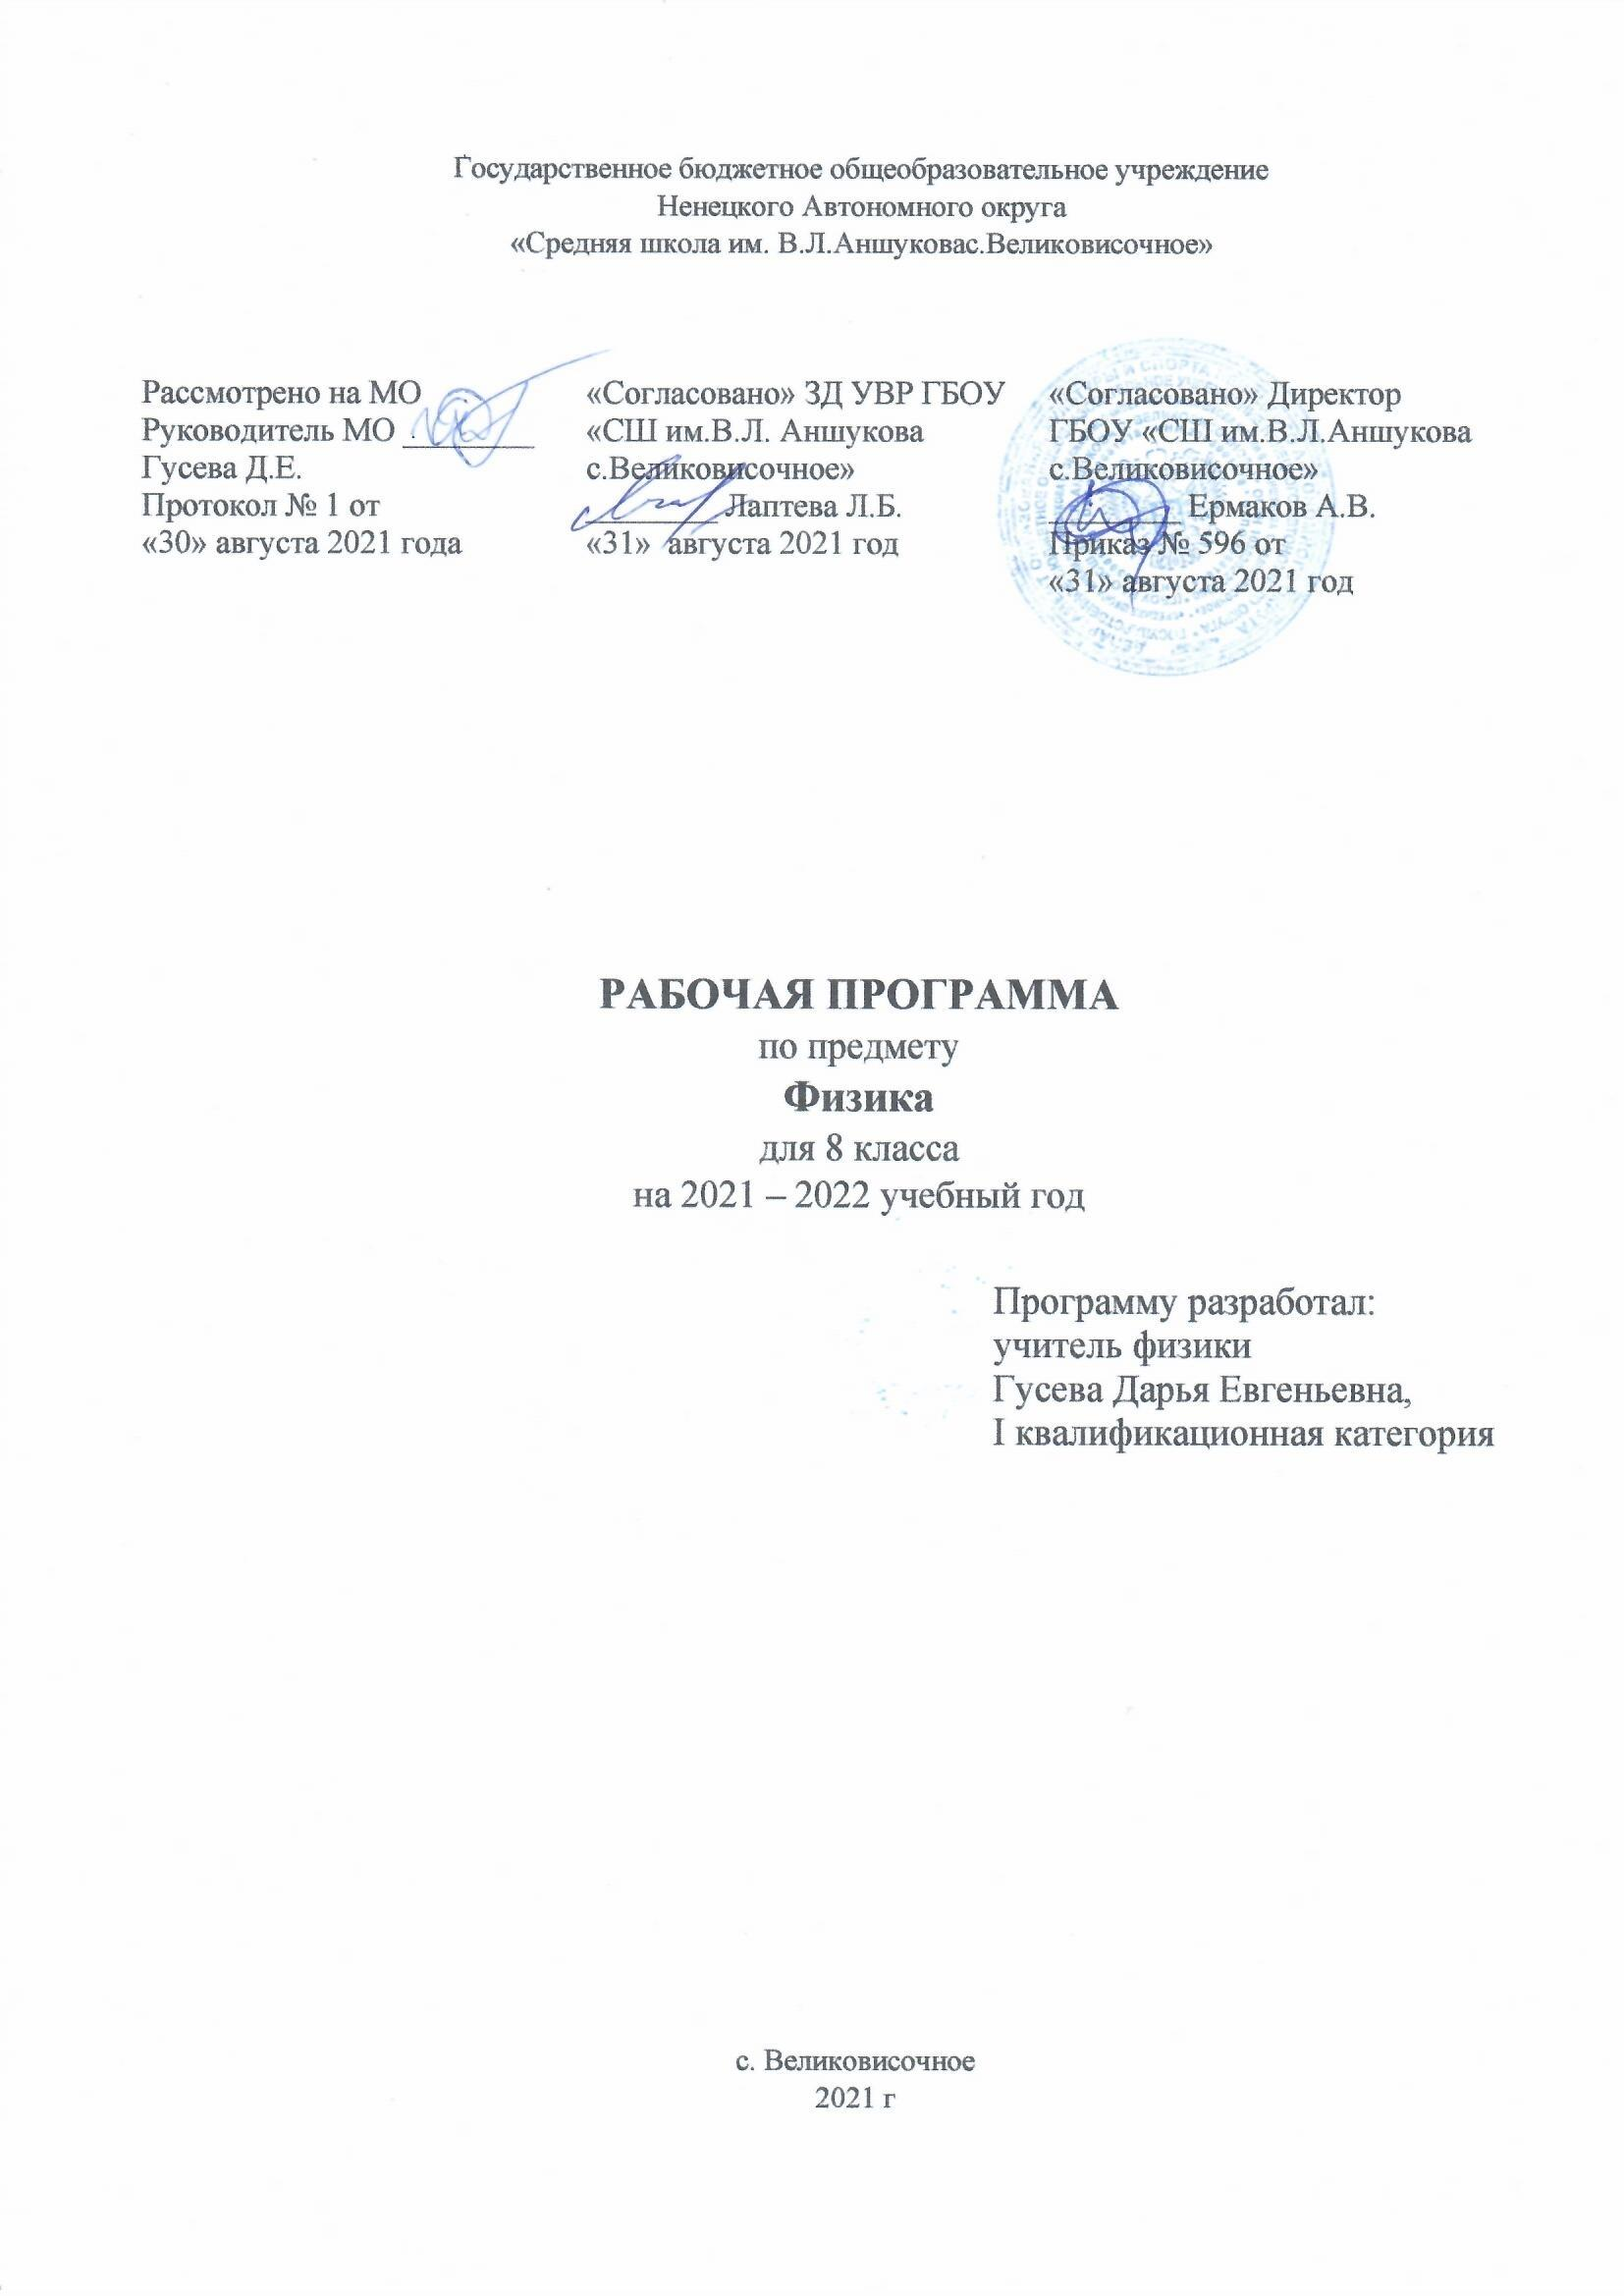 Государственное бюджетное общеобразовательное учреждение
Ненецкого Автономного округа
«Средняя школа им. В.Л.Аншуковас.Великовисочное»
Рассмотрено на МО
Руководитель МО ________
Гусева Д.Е.
Протокол № 1 от
«30» августа 2021 года
«Согласовано» ЗД УВР ГБОУ
«СШ им.В.Л. Аншукова
с.Великовисочное»
________ Лаптева Л.Б.
«31» августа 2021 год
«Согласовано» Директор
ГБОУ «СШ им.В.Л.Аншукова
с.Великовисочное»
________ Ермаков А.В.
Приказ № 596 от
«31» августа 2021 год
РАБОЧАЯ ПРОГРАММА
по предмету
Физика
для 8 класса
на 2021 – 2022 учебный год
Программу разработал:
учитель физики
Гусева Дарья Евгеньевна,
I квалификационная категория
с. Великовисочное
2021 г